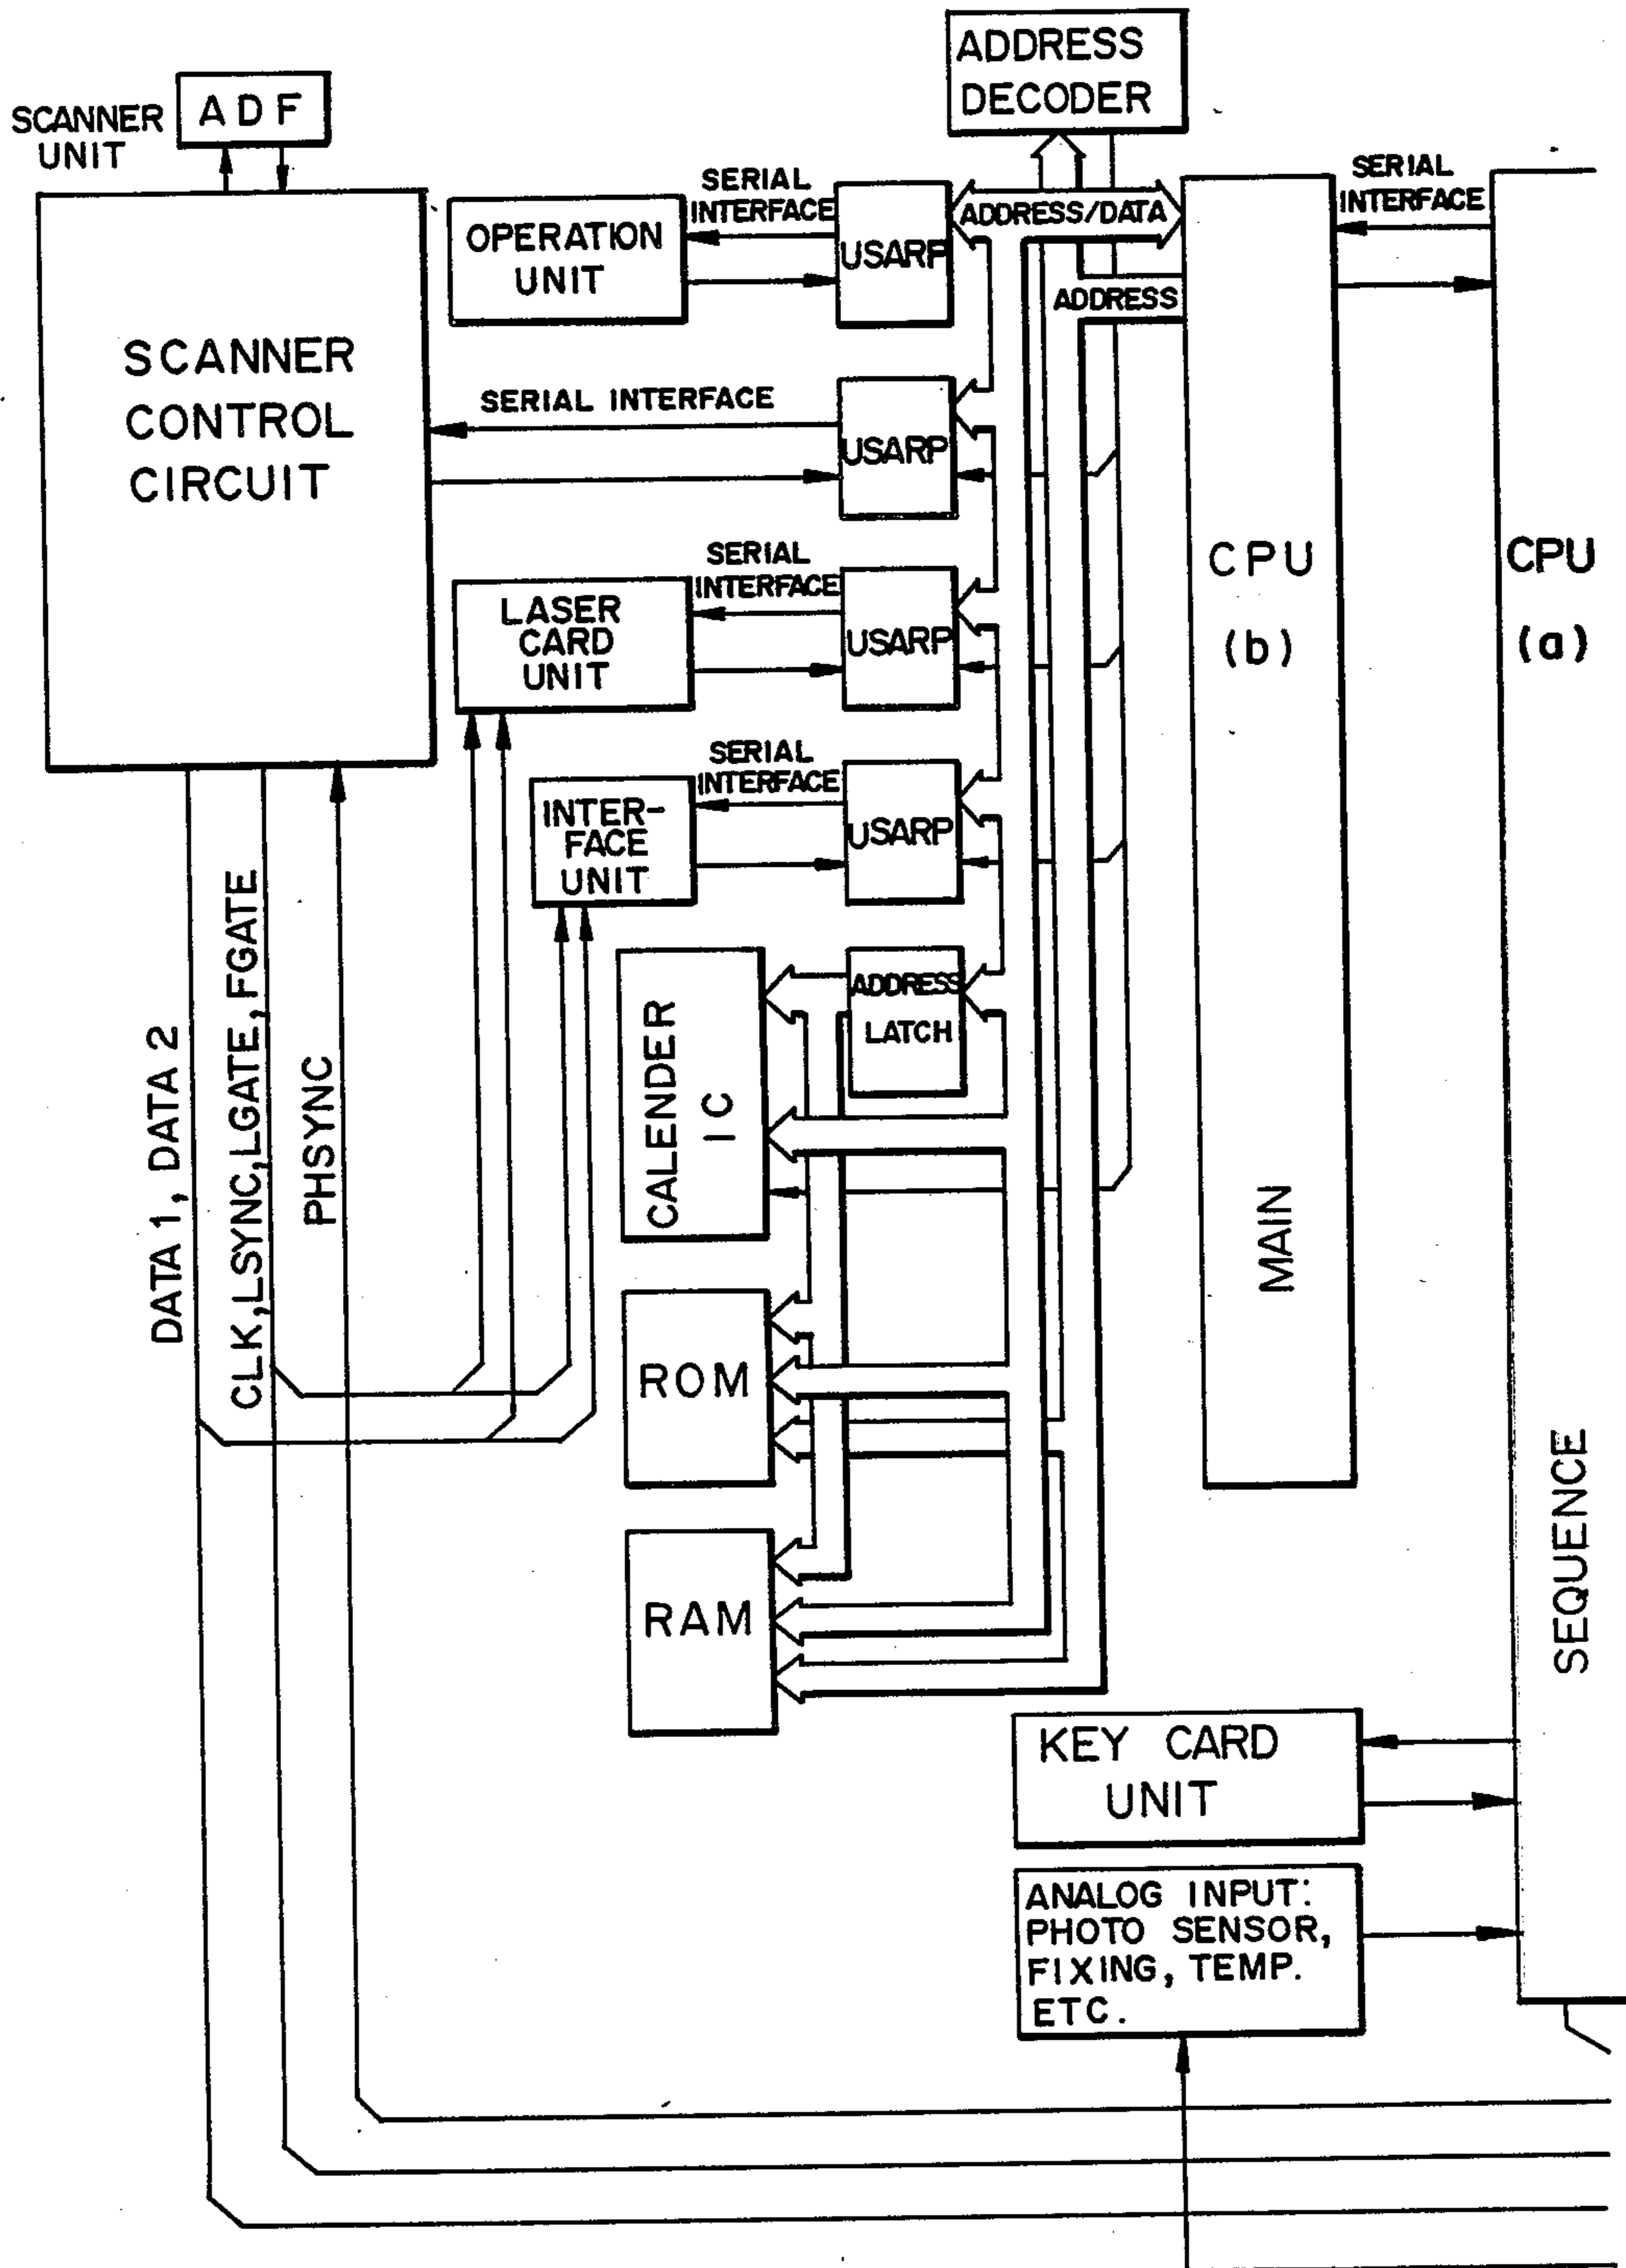 ADDRESS
DECODER
SCANNER
UNIT
ADF
SERIAL
INTERFACE
OPERATION
UNIT
USARP
ADDRESS/DATA
ADDRESS
SERIAL
INTERFACE
SCANNER
CONTROL
CIRCUIT
SERIAL INTERFACE
USARP
CPU
(b)
MAIN
CPU
(a)
SEQUENCE
SERIAL
INTERFACE
LASER
CARD
UNIT
USARP
SERIAL
INTERFACE
INTER-
FACE
UNIT
USARP
DATA 1, DATA 2
CLK,LSYNC,LGATE,FGATE
PHSYNC
CALENDER
IC
ADDRESS
LATCH
ROM
RAM
KEY CARD
UNIT
ANALOG INPUT:
PHOTO SENSOR,
FIXING, TEMP.
ETC.